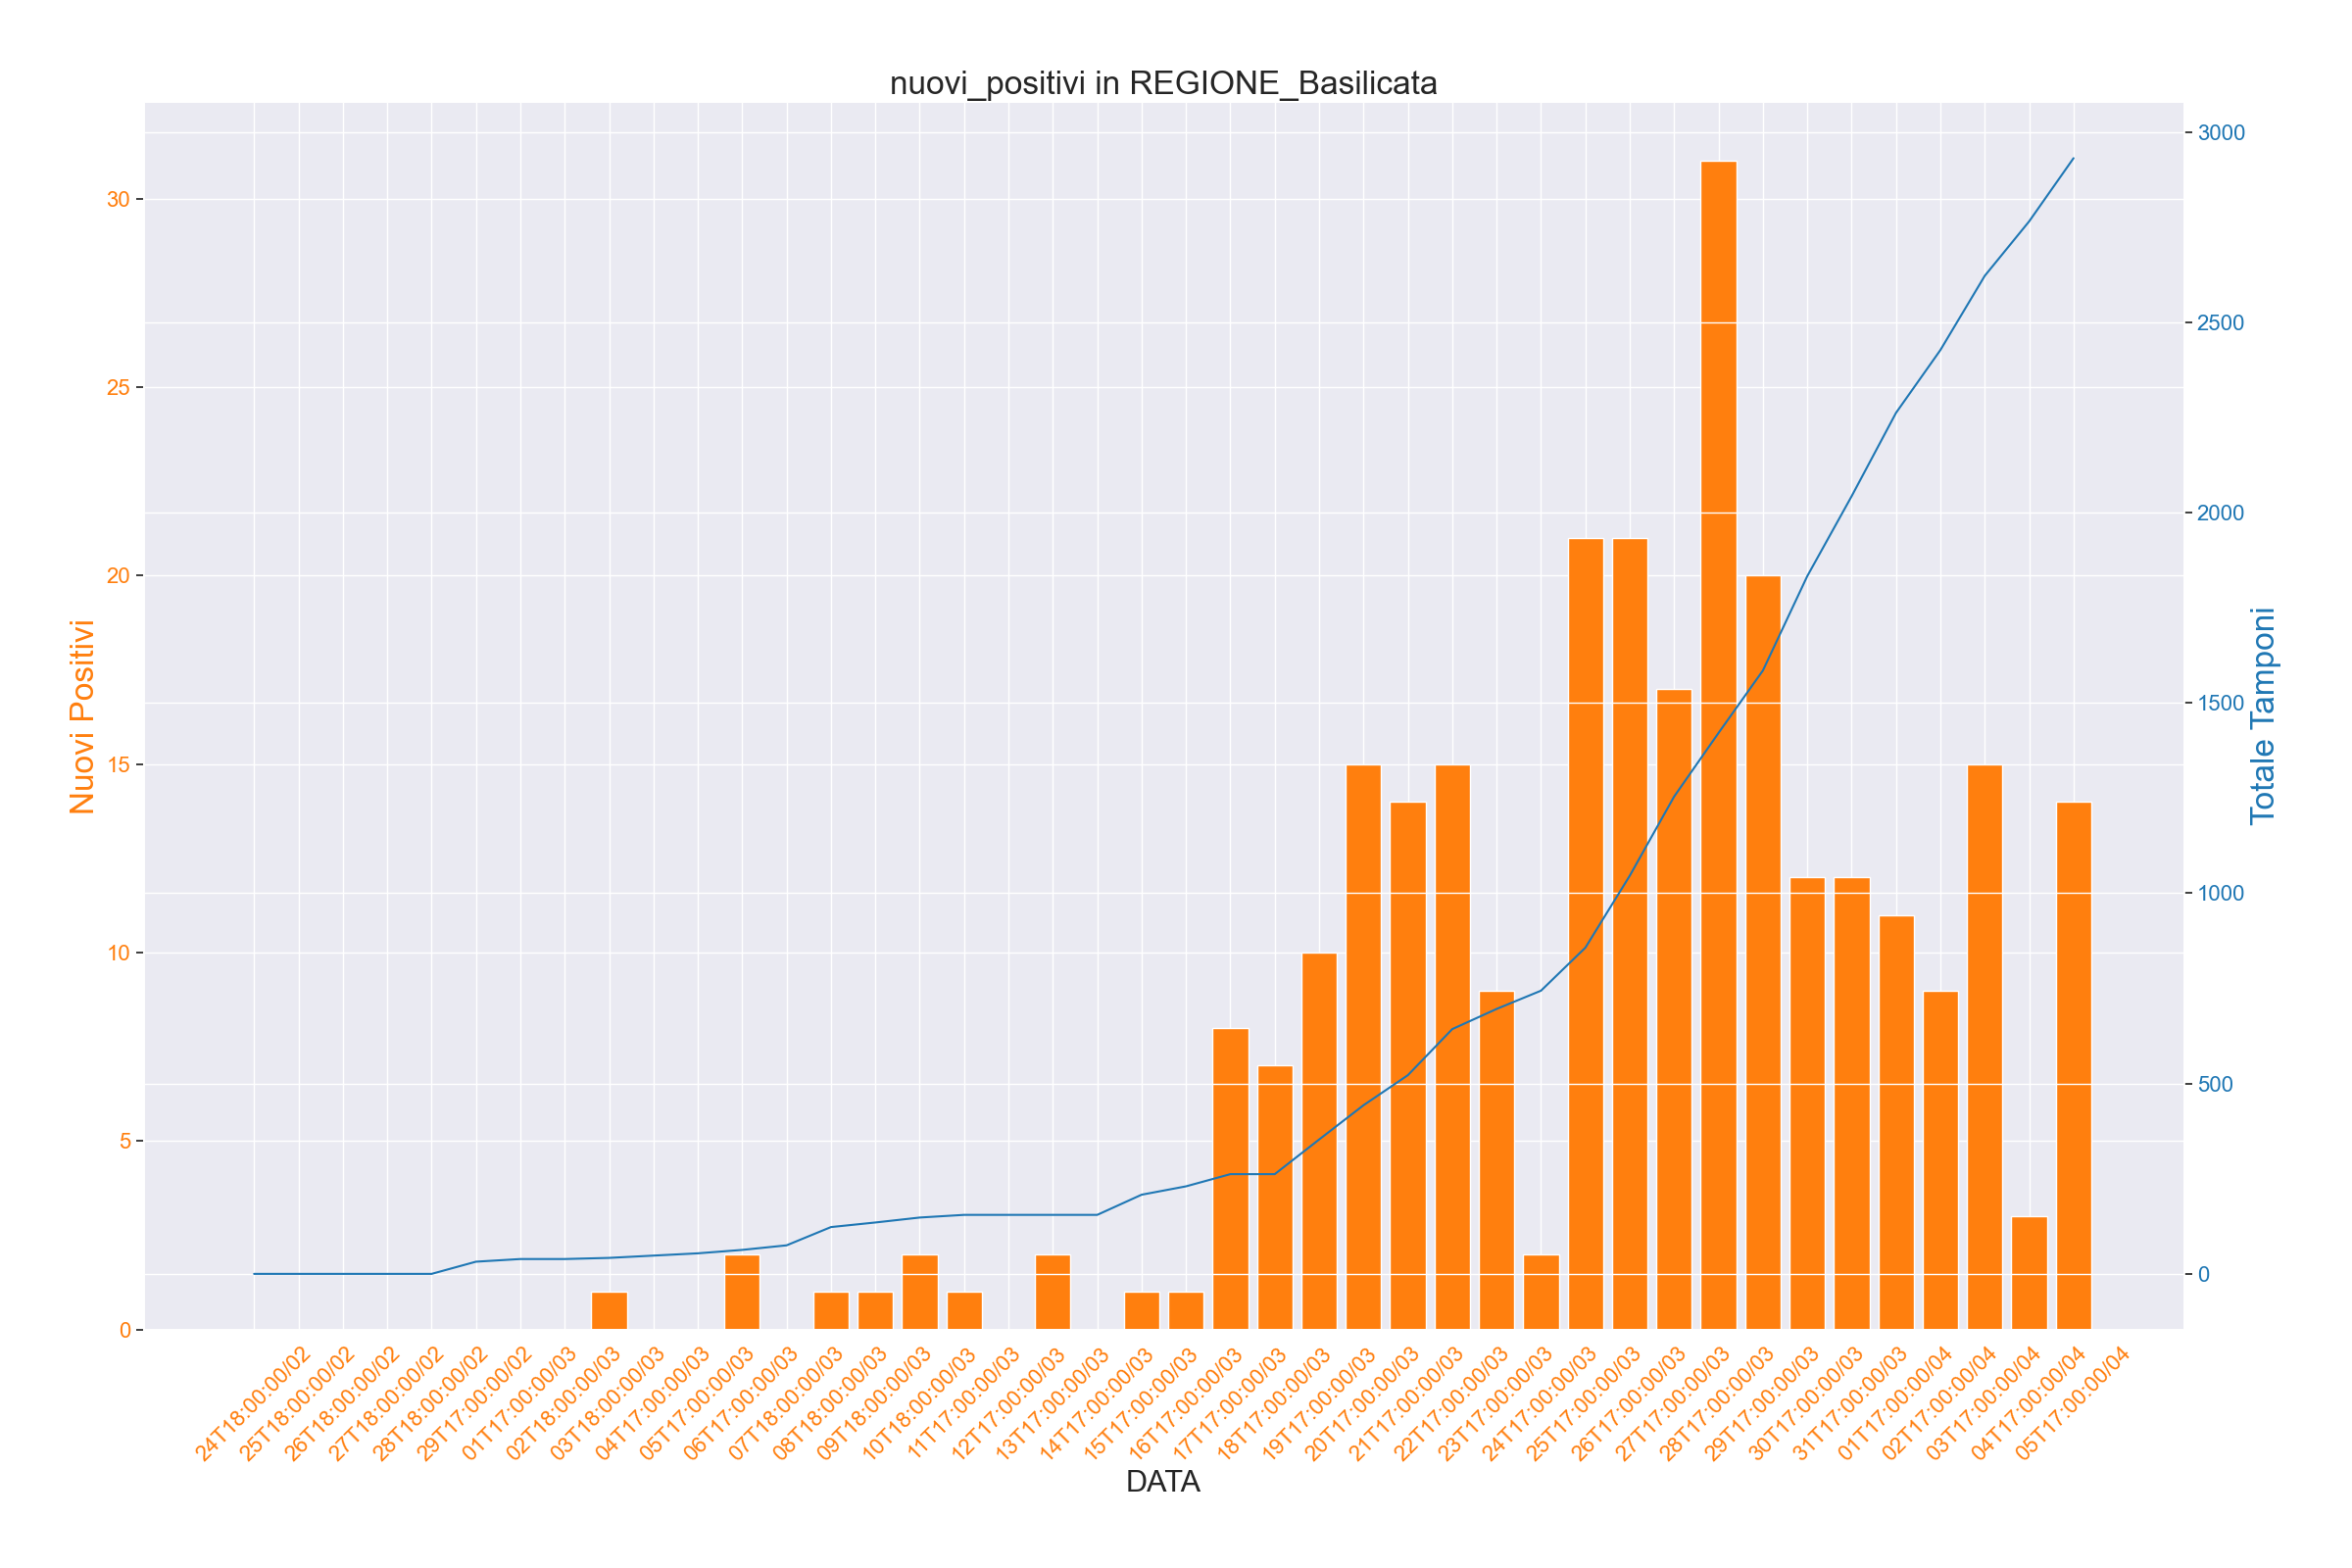 nuovi_positivi in REGIONE_Basilicata
30
25
20
15
10
5
0
Nuovi Positivi
3000
2500
2000
1500
1000
500
0
Totale Tamponi
24T18:00:00/02
25T18:00:00/02
26T18:00:00/02
27T18:00:00/02
28T18:00:00/02
29T17:00:00/02
01T17:00:00/03
02T18:00:00/03
03T18:00:00/03
04T17:00:00/03
05T17:00:00/03
06T17:00:00/03
07T18:00:00/03
08T18:00:00/03
09T18:00:00/03
10T18:00:00/03
11T17:00:00/03
12T17:00:00/03
13T17:00:00/03
14T17:00:00/03
15T17:00:00/03
16T17:00:00/03
17T17:00:00/03
18T17:00:00/03
19T17:00:00/03
20T17:00:00/03
21T17:00:00/03
22T17:00:00/03
23T17:00:00/03
24T17:00:00/03
25T17:00:00/03
26T17:00:00/03
27T17:00:00/03
28T17:00:00/03
29T17:00:00/03
30T17:00:00/03
31T17:00:00/03
01T17:00:00/04
02T17:00:00/04
03T17:00:00/04
04T17:00:00/04
05T17:00:00/04
DATA